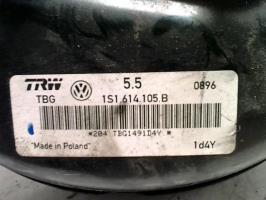 TRW 5.5 0896
TBG 1S1.614.105.B
*204 TBG1491D4Y *
"Made in Poland" 1d4Y